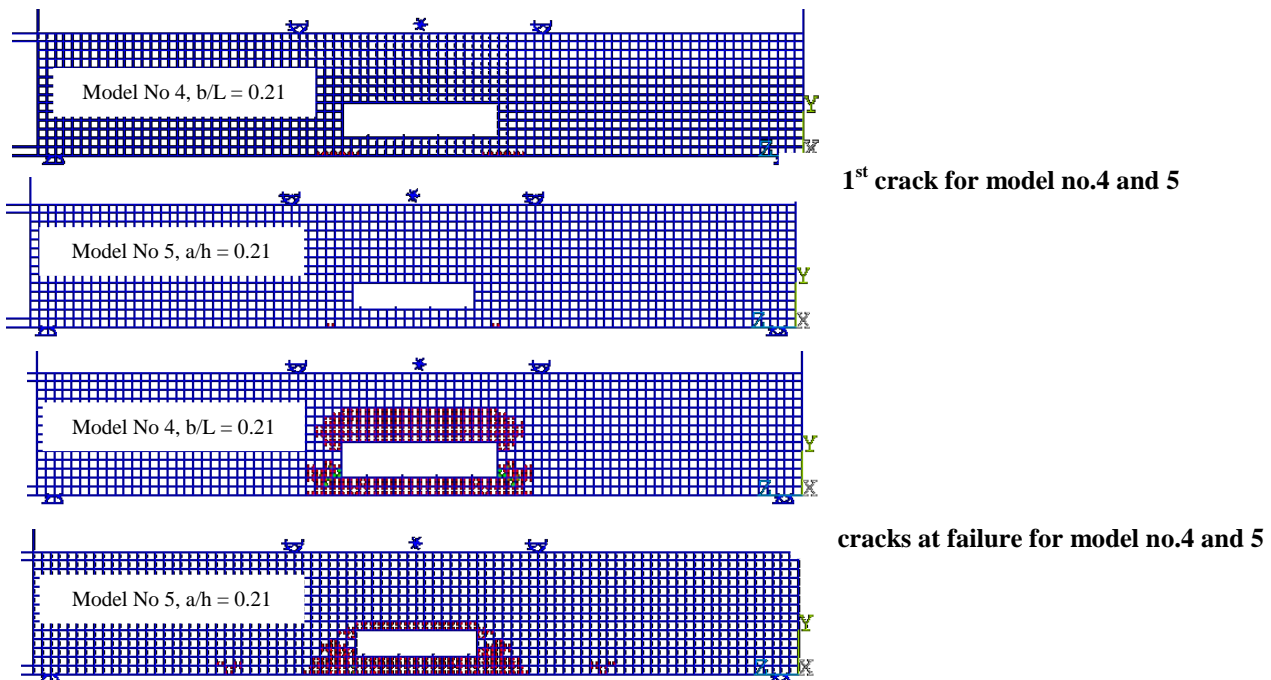 Model No 4, b/L = 0.21
Y
Z X
1st crack for model no.4 and 5
Model No 5, a/h = 0.21
Y
Z X
Model No 4, b/L = 0.21
Y
Z X
cracks at failure for model no.4 and 5
Model No 5, a/h = 0.21
Y
Z X